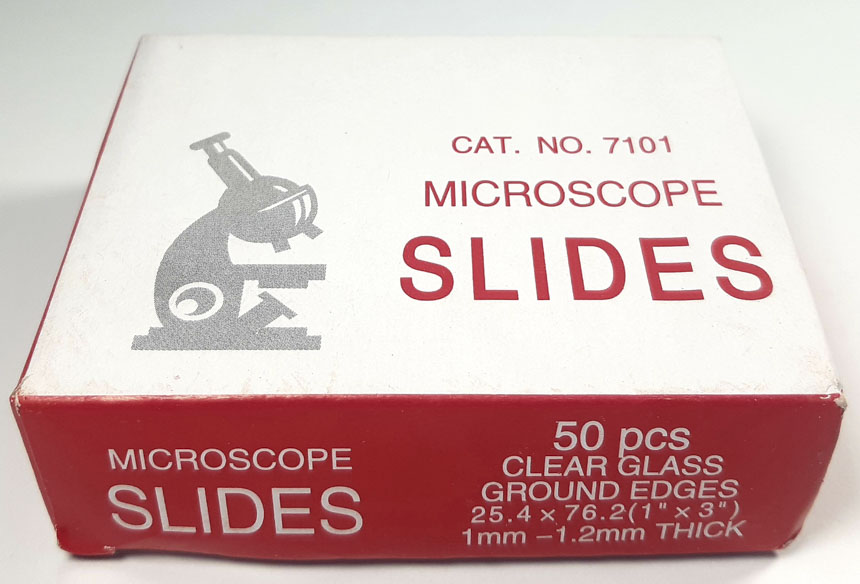 CAT. NO. 7101
MICROSCOPE
SLIDES
MICROSCOPE
SLIDES
50 pcs
CLEAR GLASS
GROUND EDGES
25.4 x 76.2(1" x 3")
1mm –1.2mm THICK